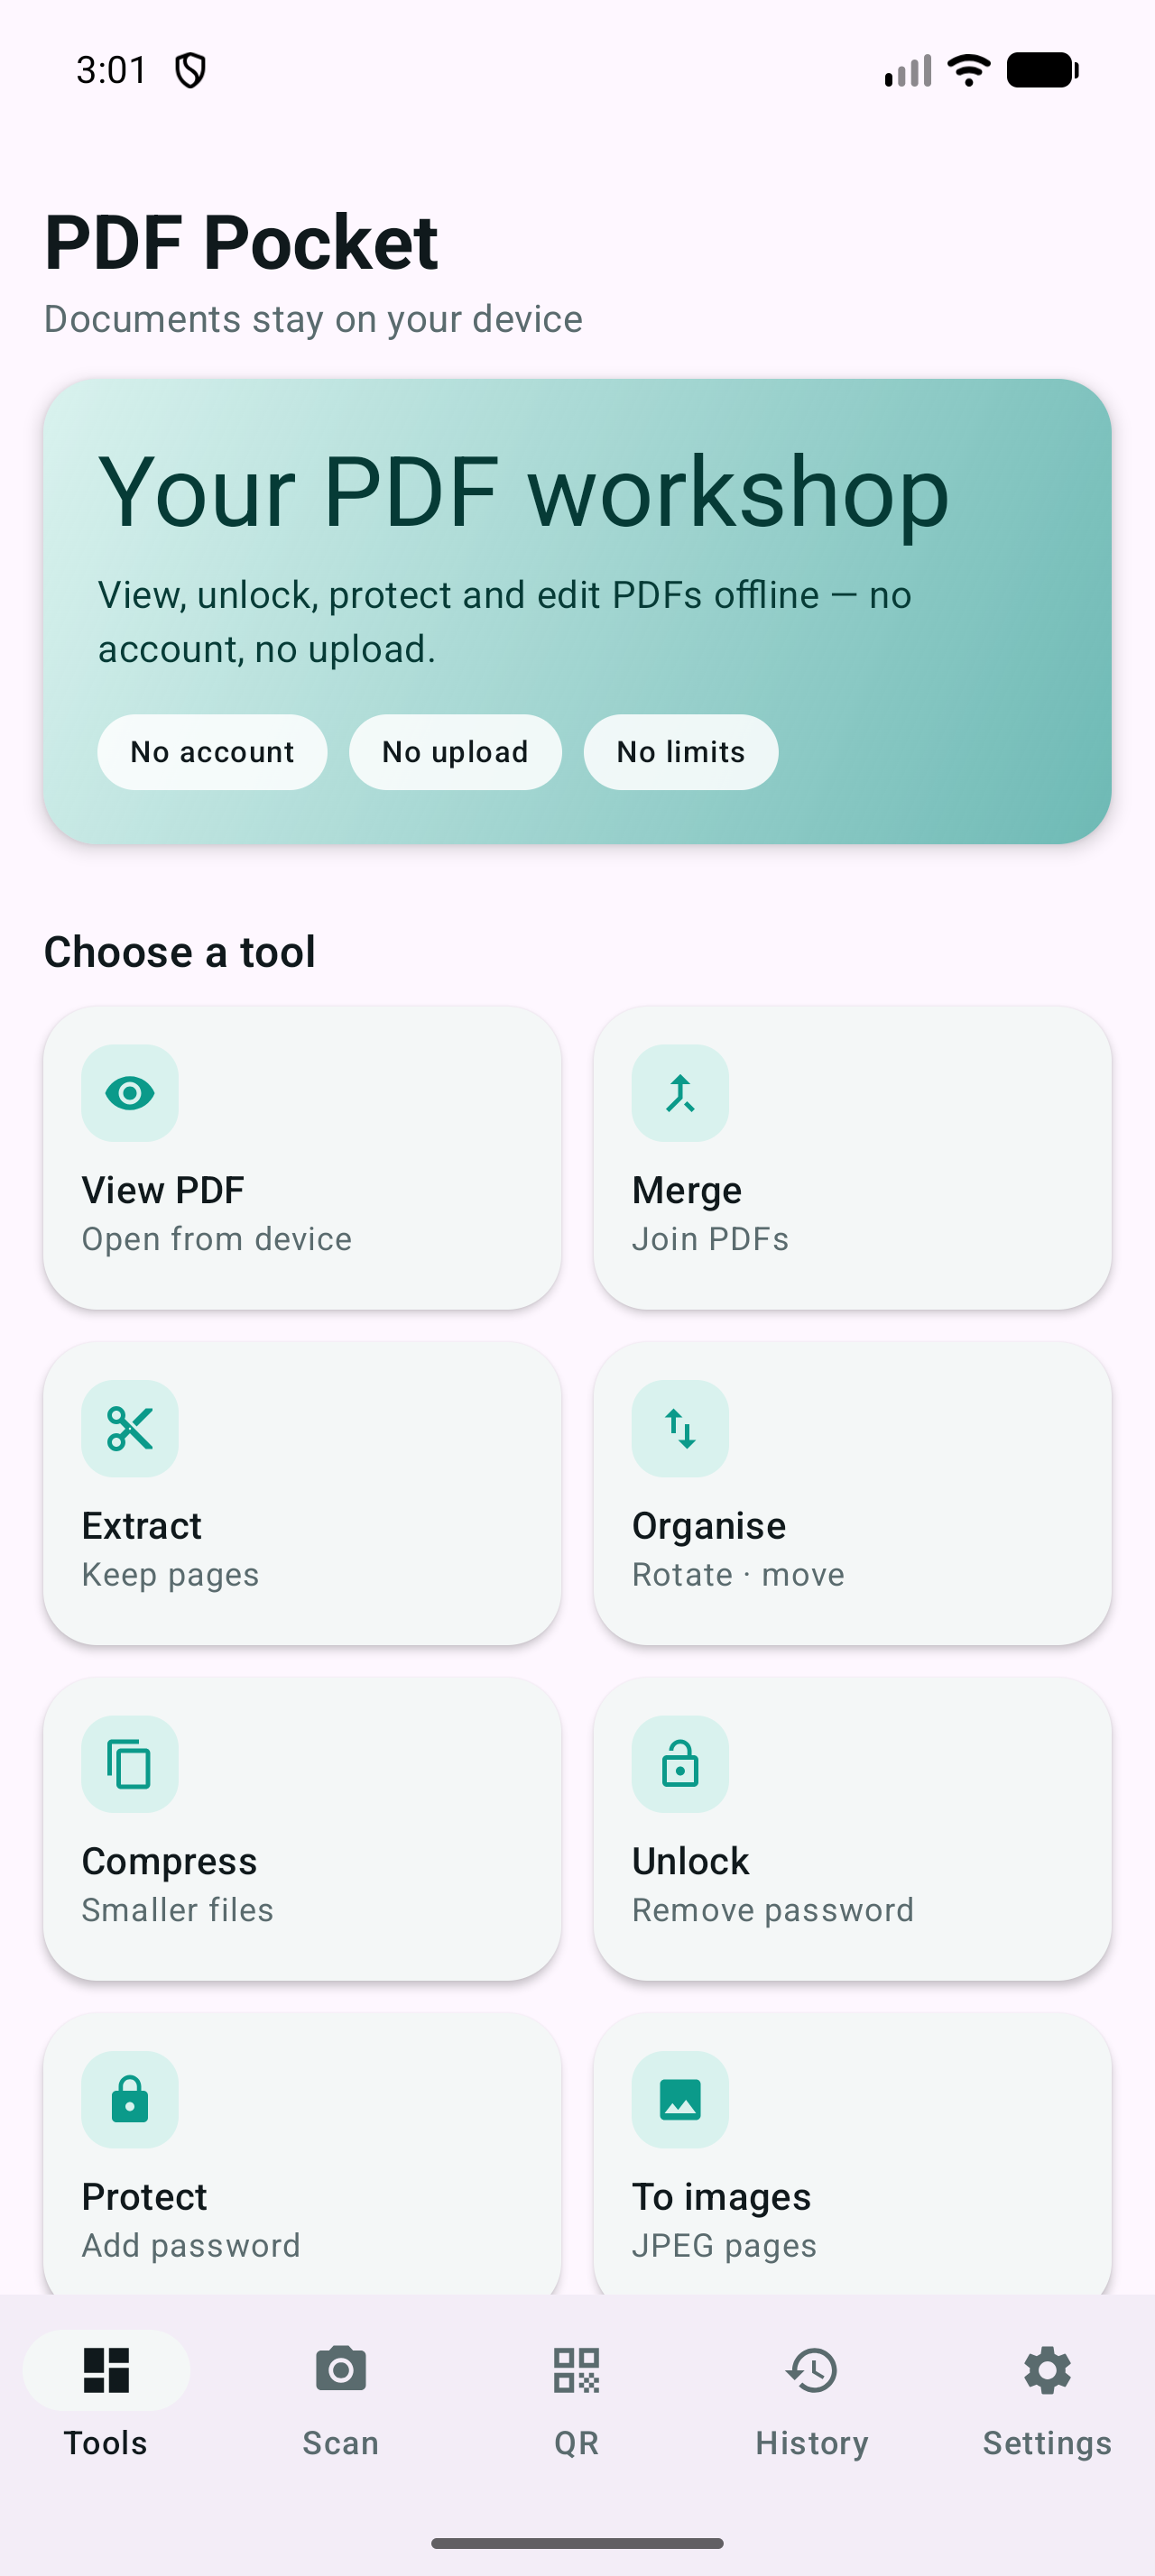 3:01
PDF Pocket
Documents stay on your device
Your PDF workshop
View, unlock, protect and edit PDFs offline — no
account, no upload.
No account
No upload
No limits
Choose a tool
View PDF
Open from device
Merge
Join PDFs
Extract
Keep pages
Organise
Rotate · move
Compress
Smaller files
Unlock
Remove password
Protect
Add password
To images
JPEG pages
Tools
Scan
QR
History
Settings